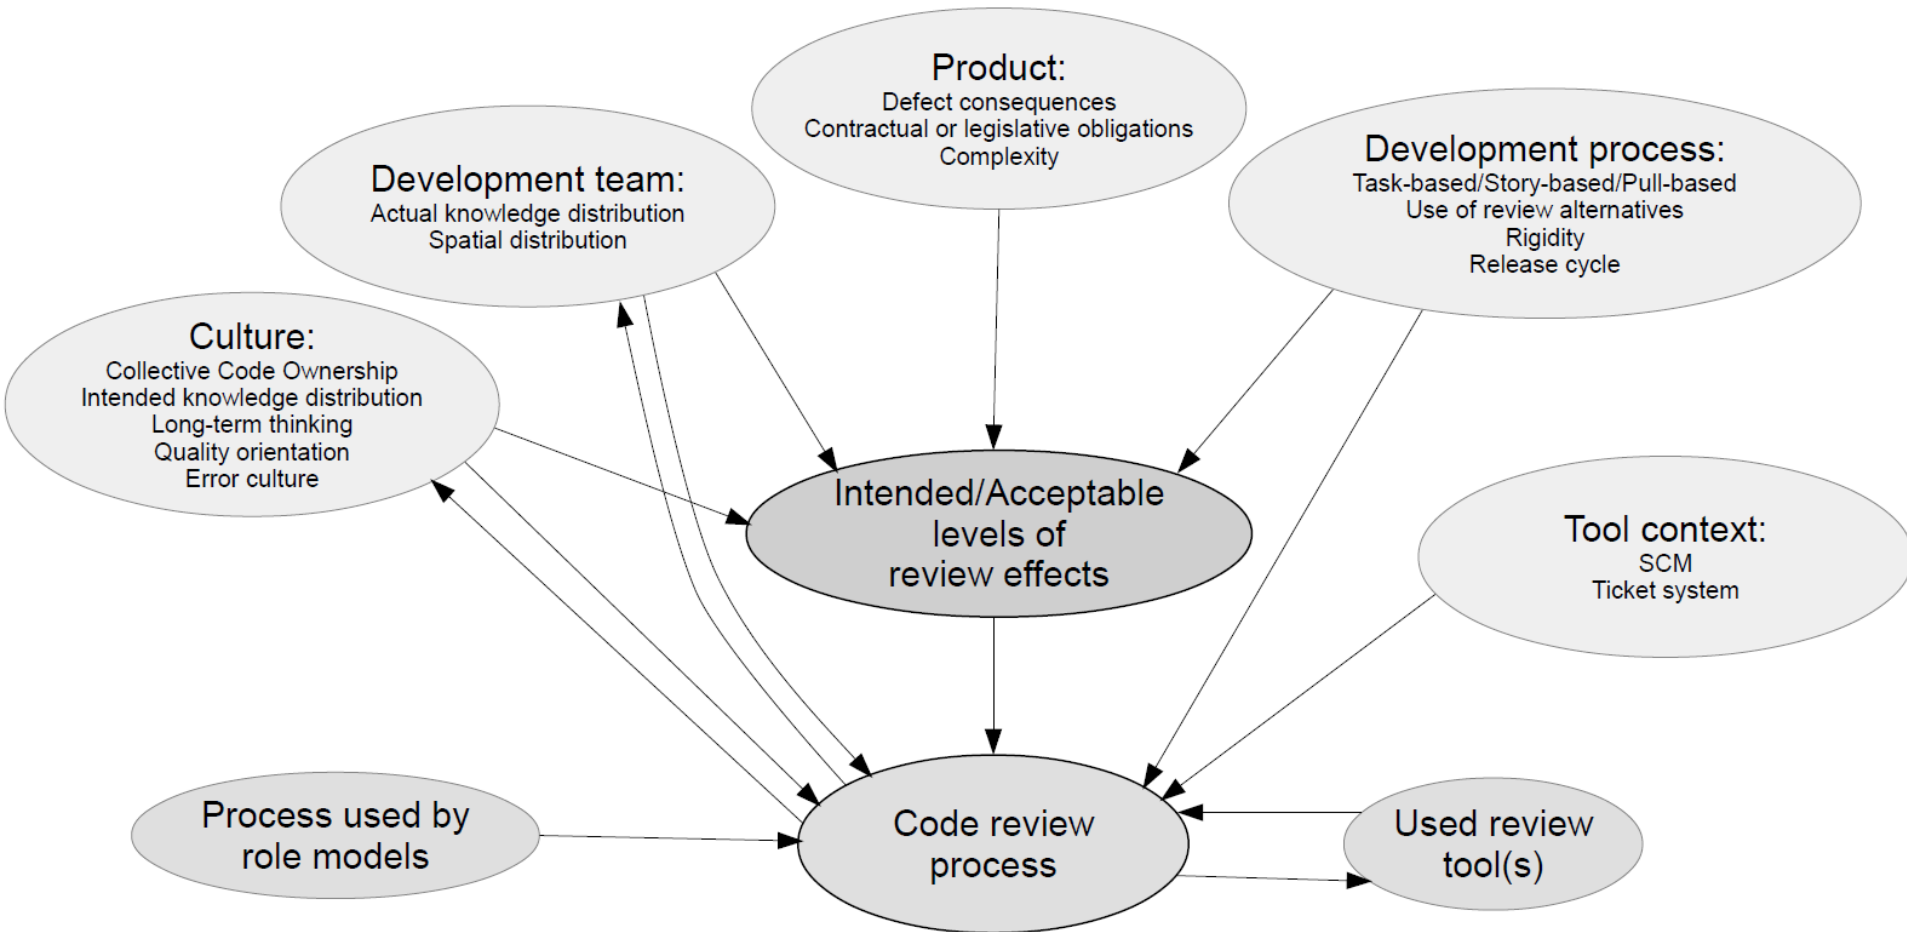 Product:
Defect consequences
Contractual or legislative obligations
Complexity
Development team:
Actual knowledge distribution
Spatial distribution
Development process:
Task-based/Story-based/Pull-based
Use of review alternatives
Rigidity
Release cycle
Culture:
Collective Code Ownership
Intended knowledge distribution
Long-term thinking
Quality orientation
Error culture
Intended/Acceptable
levels of
review effects
Tool context:
SCM
Ticket system
Process used by
role models
Code review
process
Used review
tool(s)